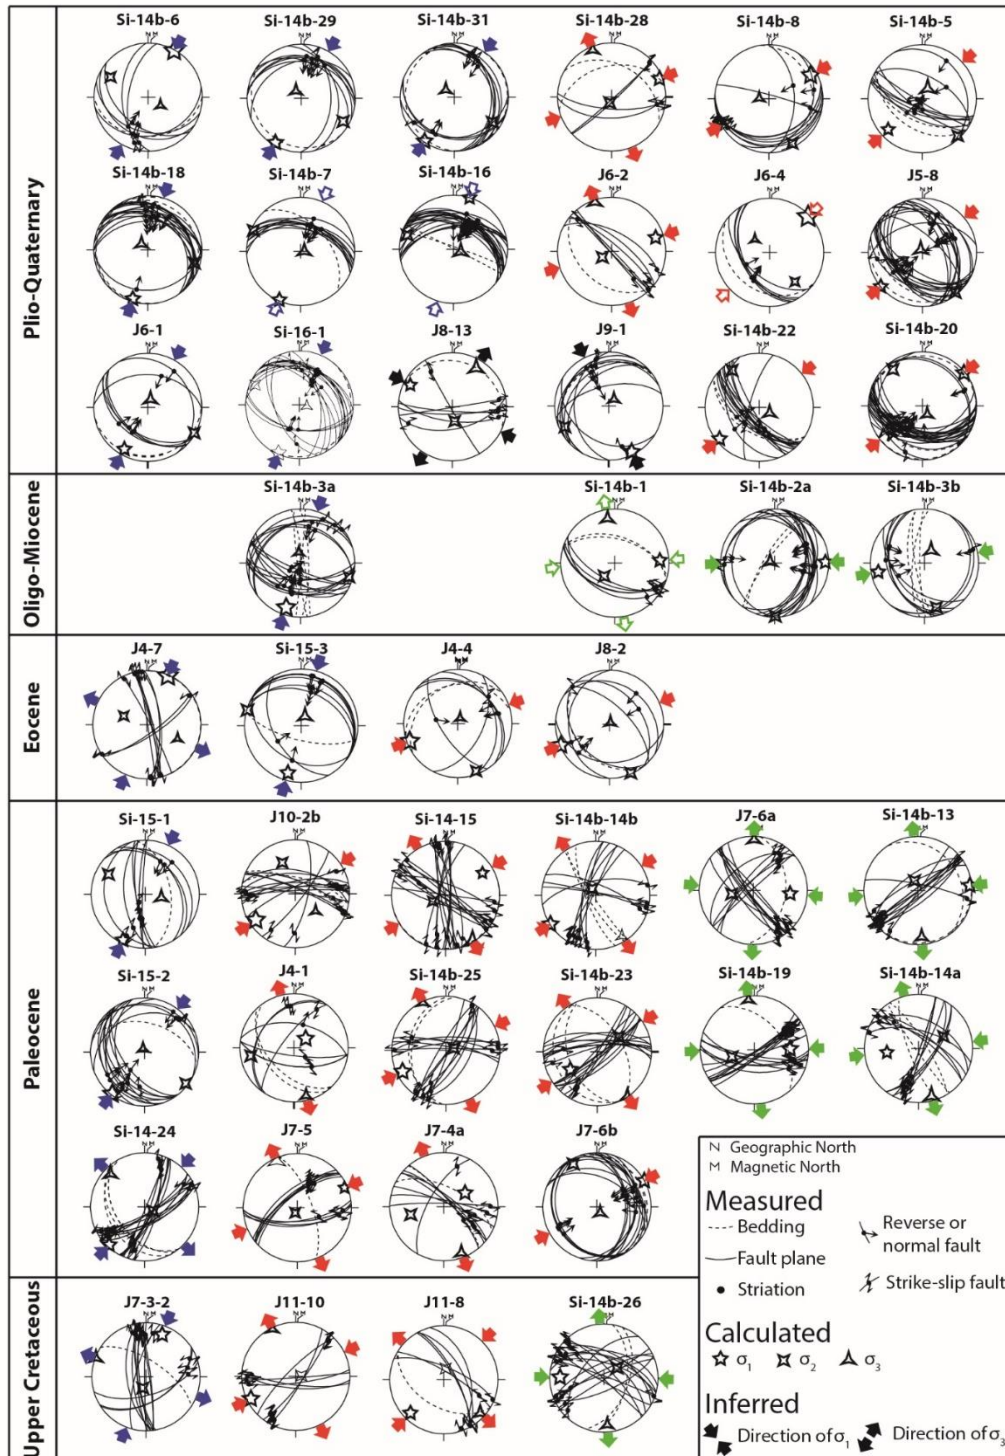 Plio-Quaternary
Si-14b-6 Si-14b-29 Si-14b-31 Si-14b-28 Si-14b-8 Si-14b-5
Si-14b-18 Si-14b-7 Si-14b-16 J6-2 J6-4 J5-8
J6-1 Si-16-1 J8-13 J9-1 Si-14b-22 Si-14b-20
Oligo-Miocene
Si-14b-3a Si-14b-1 Si-14b-2a Si-14b-3b
Eocene
J4-7 Si-15-3 J4-4 J8-2
Paleocene
Si-15-1 J10-2b Si-14-15 Si-14b-14b J7-6a Si-14b-13
Si-15-2 J4-1 Si-14b-25 Si-14b-23 Si-14b-19 Si-14b-14a
Si-14-24 J7-5 J7-4a J7-6b
Upper Cretaceous
J7-3-2 J11-10 J11-8 Si-14b-26
N Geographic North
M Magnetic North
Measured
Bedding
Fault plane
Striation
Reverse or
normal fault
Strike-slip fault
Calculated
σ1 σ2 σ3
Inferred
Direction of σ1
Direction of σ3